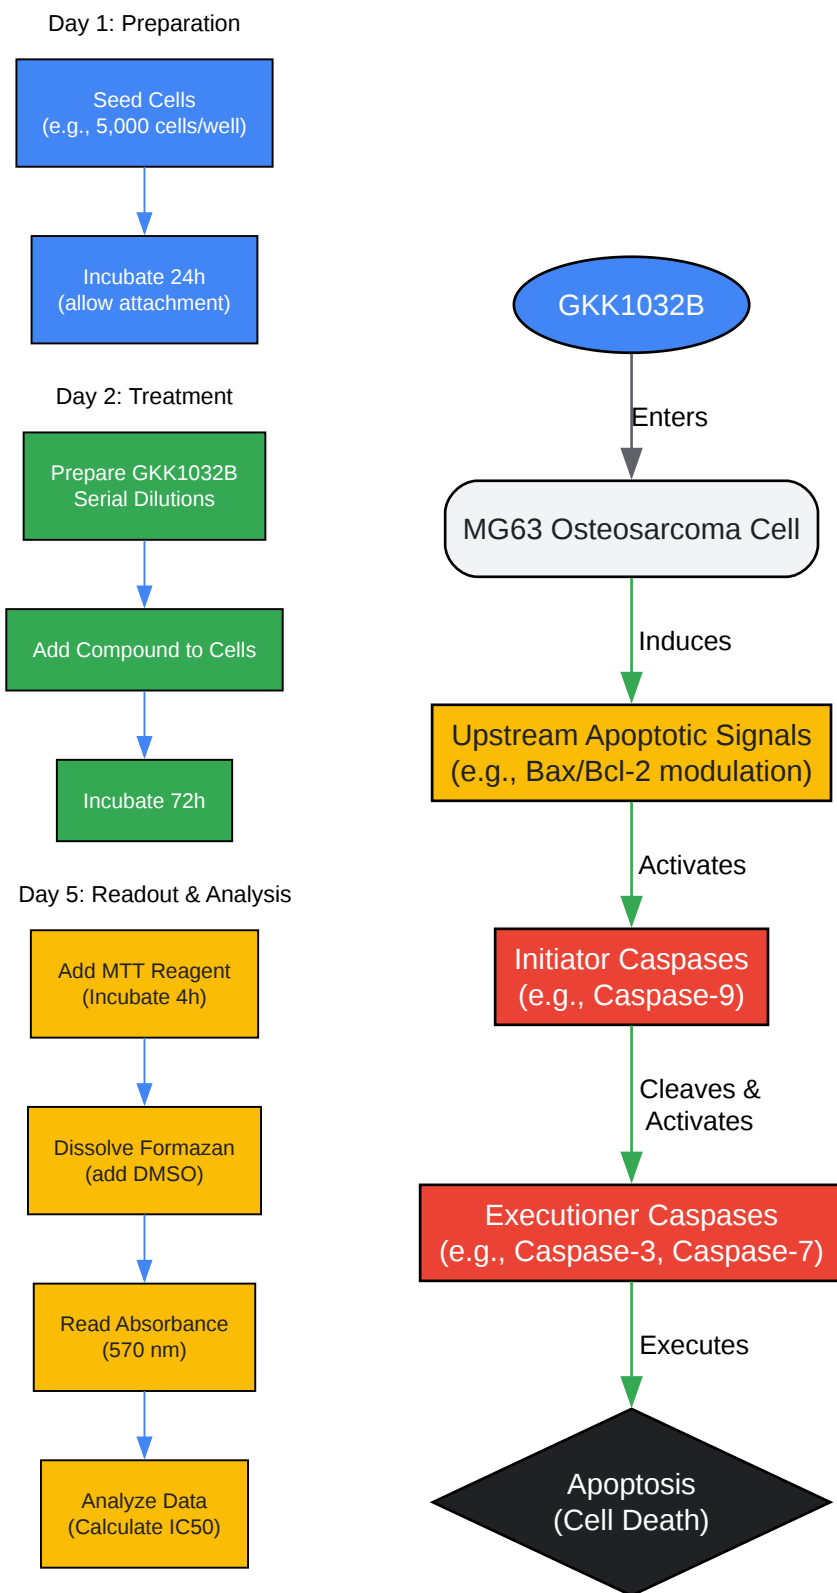 Day 1: Preparation
Seed Cells
(e.g., 5,000 cells/well)
Incubate 24h
(allow attachment)
Day 2: Treatment
Prepare GKK1032B
Serial Dilutions
Add Compound to Cells
Incubate 72h
Day 5: Readout & Analysis
Add MTT Reagent
(Incubate 4h)
Dissolve Formazan
(add DMSO)
Read Absorbance
(570 nm)
Analyze Data
(Calculate IC50)
GKK1032B
Enters
MG63 Osteosarcoma Cell
Induces
Upstream Apoptotic Signals
(e.g., Bax/Bcl-2 modulation)
Activates
Initiator Caspases
(e.g., Caspase-9)
Cleaves &
Activates
Executioner Caspases
(e.g., Caspase-3, Caspase-7)
Executes
Apoptosis
(Cell Death)